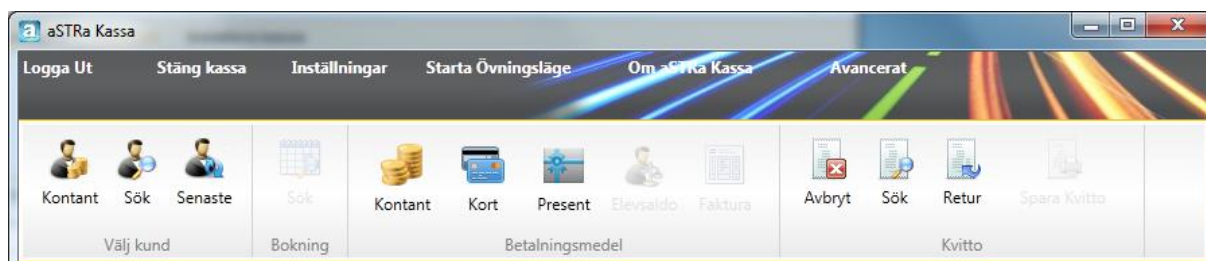 aSTRa Kassa
Logga Ut Stäng kassa Inställningar Starta Övningsläge Om aSTRa Kassa Avancerat
Kontant Sök Senaste Sök Kontant Kort Present Elevsaldo Faktura Avbryt Sök Retur Spara Kvitto
Välj kund Bokning Betalningsmedel Kvitto